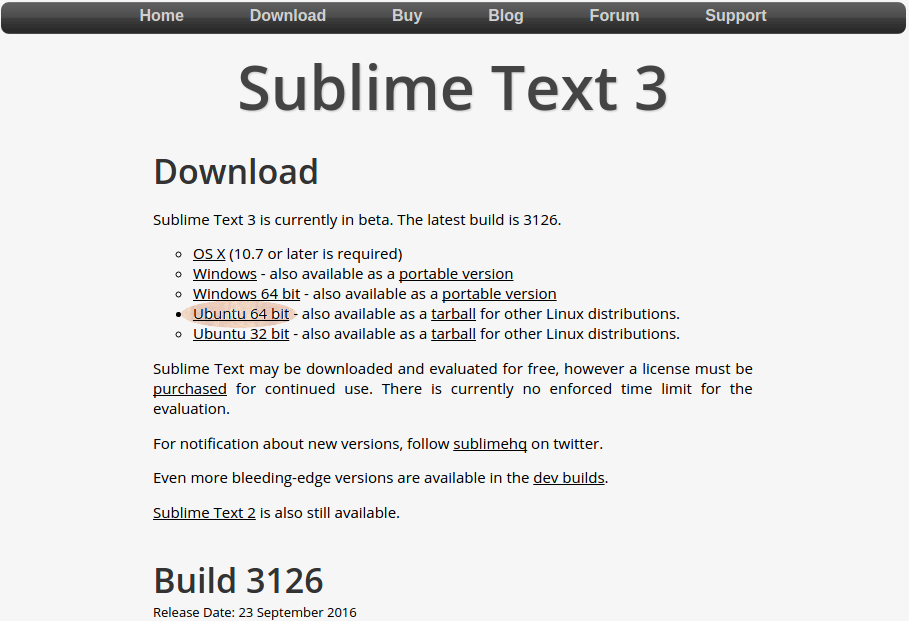 Home Download Buy Blog Forum Support
Sublime Text 3
Download
Sublime Text 3 is currently in beta. The latest build is 3126.
OS X (10.7 or later is required)
Windows - also available as a portable version
Windows 64 bit - also available as a portable version
Ubuntu 64 bit - also available as a tarball for other Linux distributions.
Ubuntu 32 bit - also available as a tarball for other Linux distributions.
Sublime Text may be downloaded and evaluated for free, however a license must be
purchased for continued use. There is currently no enforced time limit for the
evaluation.
For notification about new versions, follow sublimehq on twitter.
Even more bleeding-edge versions are available in the dev builds.
Sublime Text 2 is also still available.
Build 3126
Release Date: 23 September 2016